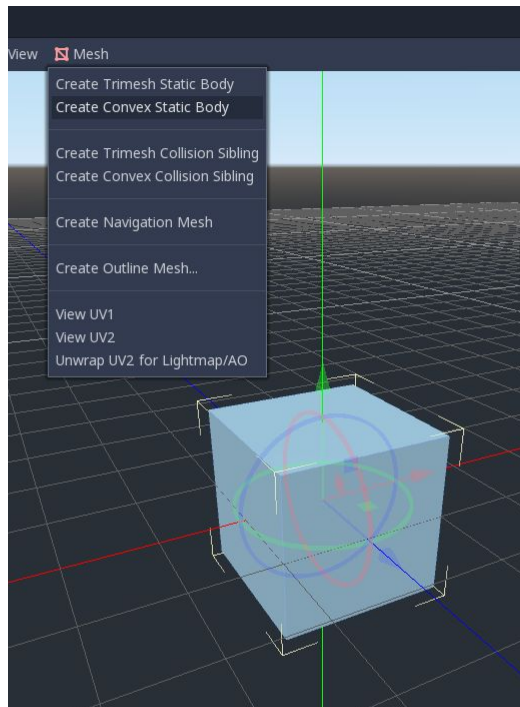 View Mesh
Create Trimesh Static Body
Create Convex Static Body
Create Trimesh Collision Sibling
Create Convex Collision Sibling
Create Navigation Mesh
Create Outline Mesh...
View UV1
View UV2
Unwrap UV2 for Lightmap/AO